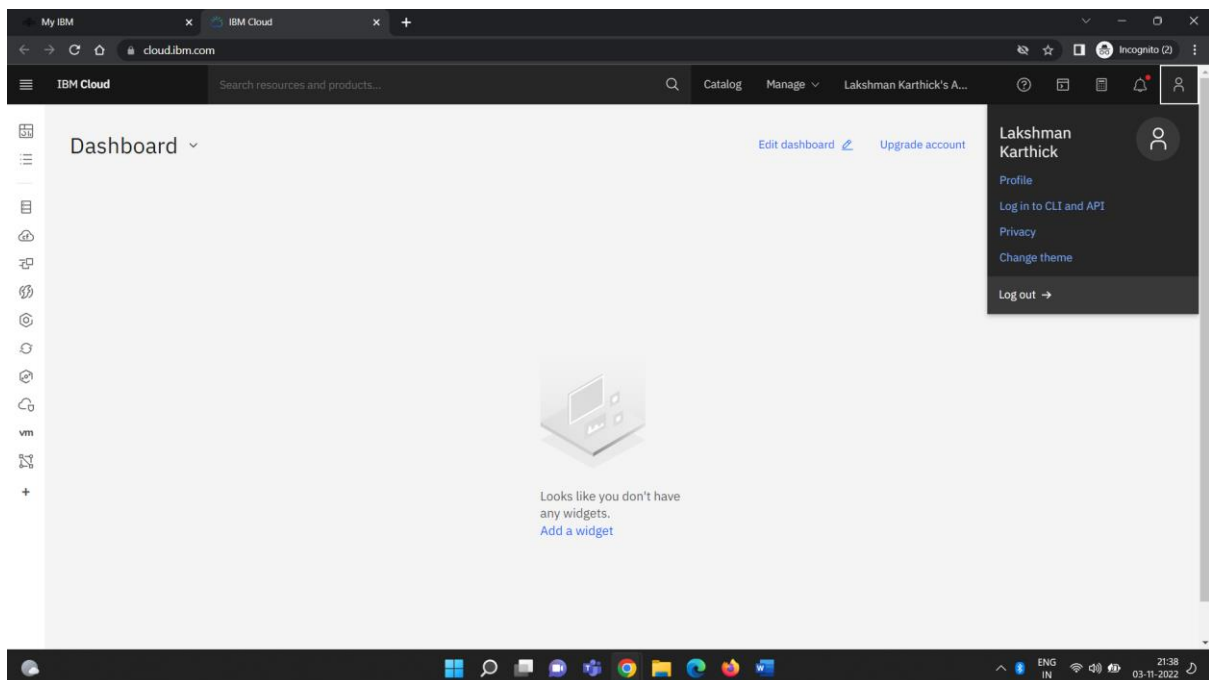 My IBM
IBM Cloud
cloud.ibm.com
Incognito (2)
IBM Cloud
Search resources and products...
Catalog
Manage
Lakshman Karthick's A...
Dashboard
Edit dashboard
Upgrade account
Lakshman
Karthick
Profile
Log in to CLI and API
Privacy
Change theme
Log out →
vm
Looks like you don't have
any widgets.
Add a widget
ENG
IN
21:38
03-11-2022